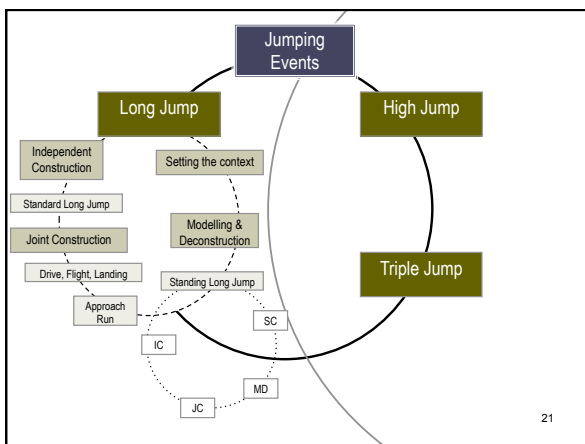 Jumping
Events
Long Jump
High Jump
Independent
Construction
Setting the context
Standard Long Jump
Joint Construction
Modelling &
Deconstruction
Drive, Flight, Landing
Standing Long Jump
Triple Jump
Approach
Run
SC
IC
MD
JC
21